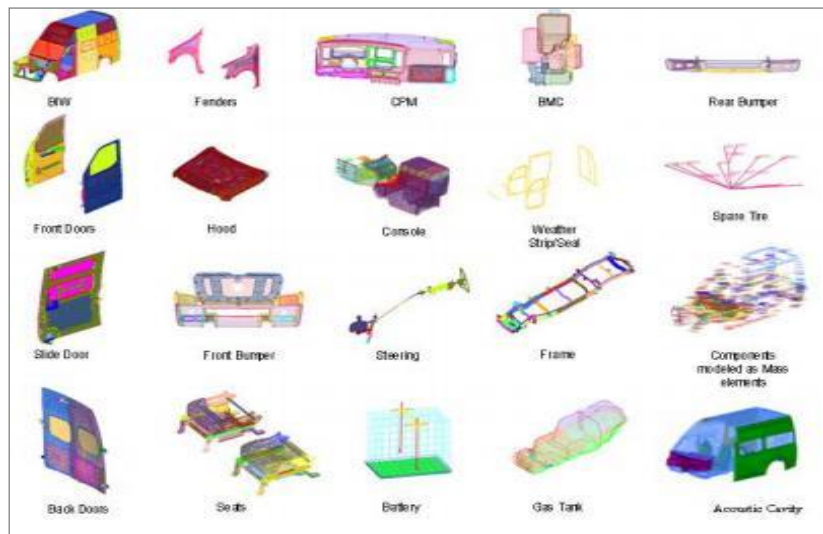 BIW
Fenders
CPM
BMC
Rear Bumper
Front Doors
Hood
Console
Weather
Strip/Seal
Spare Tire
Slide Door
Front Bumper
Steering
Frame
Components
modeled as Mass
elements
Back Doors
Seats
Battery
Gas Tank
Acoustic Cavity